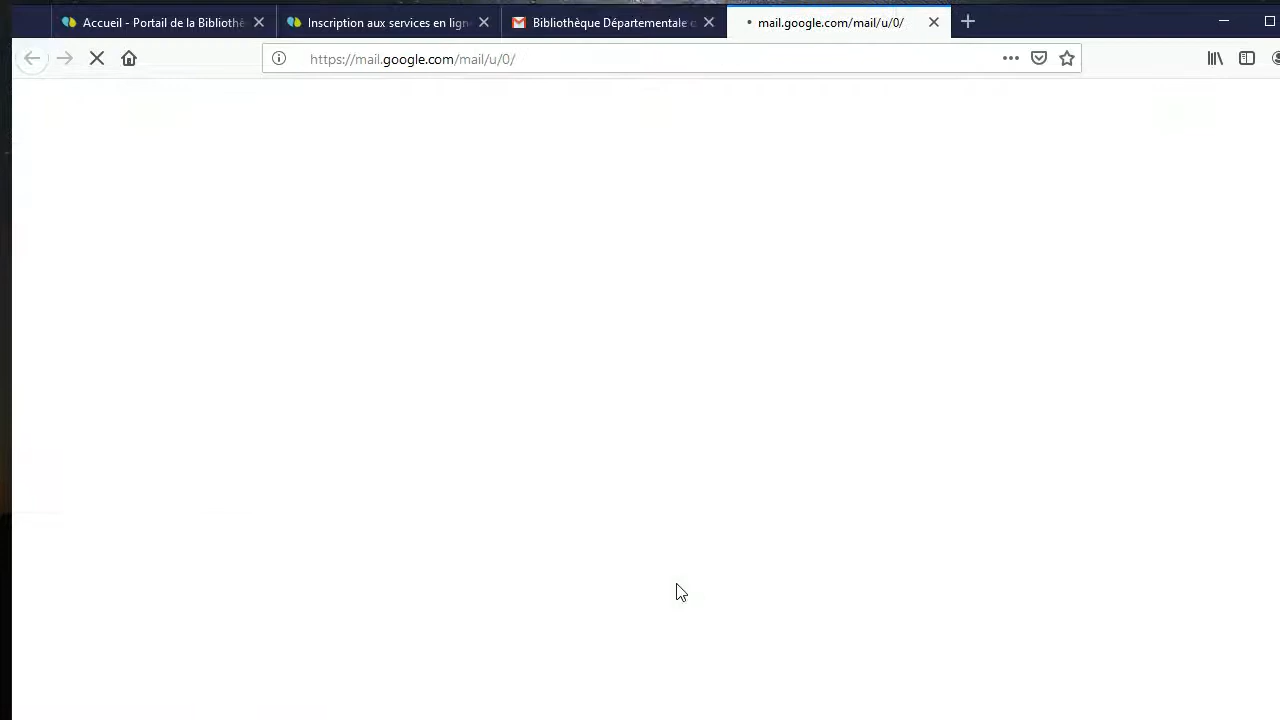 Accueil - Portail de la Bibliothè
Inscription aux services en lign
Bibliothèque Départementale
mail.google.com/mail/u/0/
https://mail.google.com/mail/u/0/